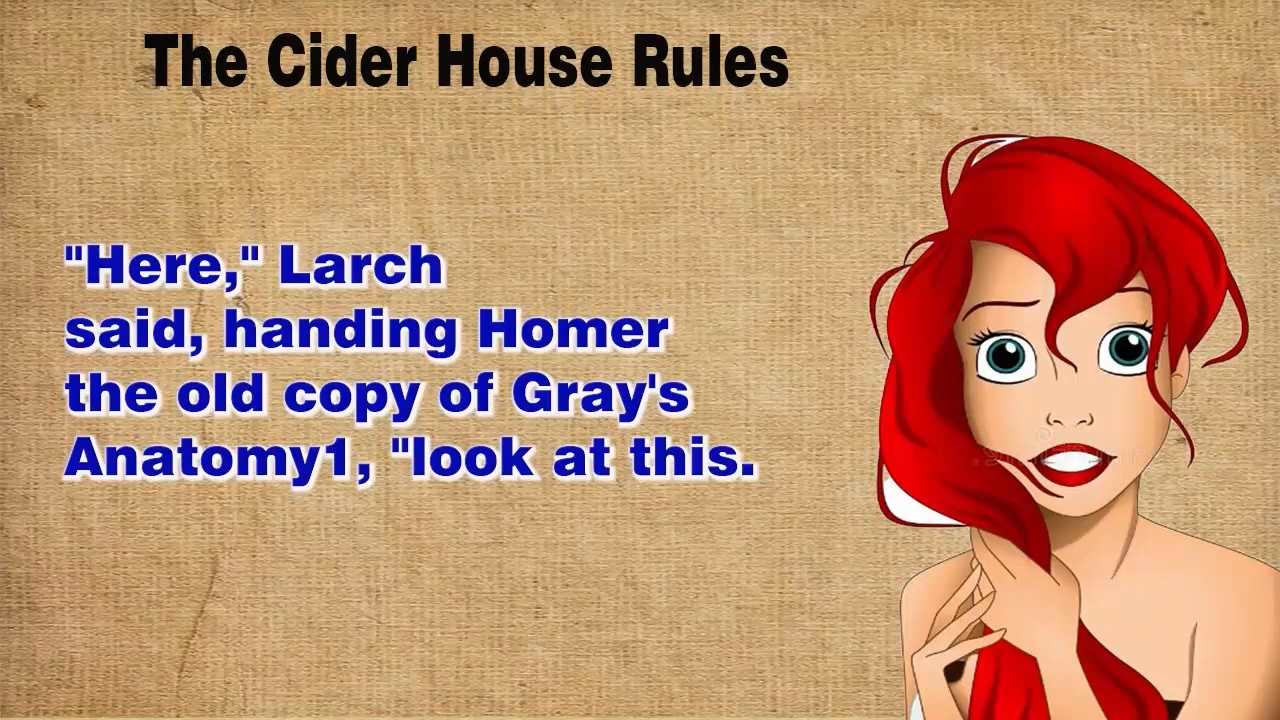 The Cider House Rules
"Here," Larch
said, handing Homer
the old copy of Gray's
Anatomy1, "look at this.